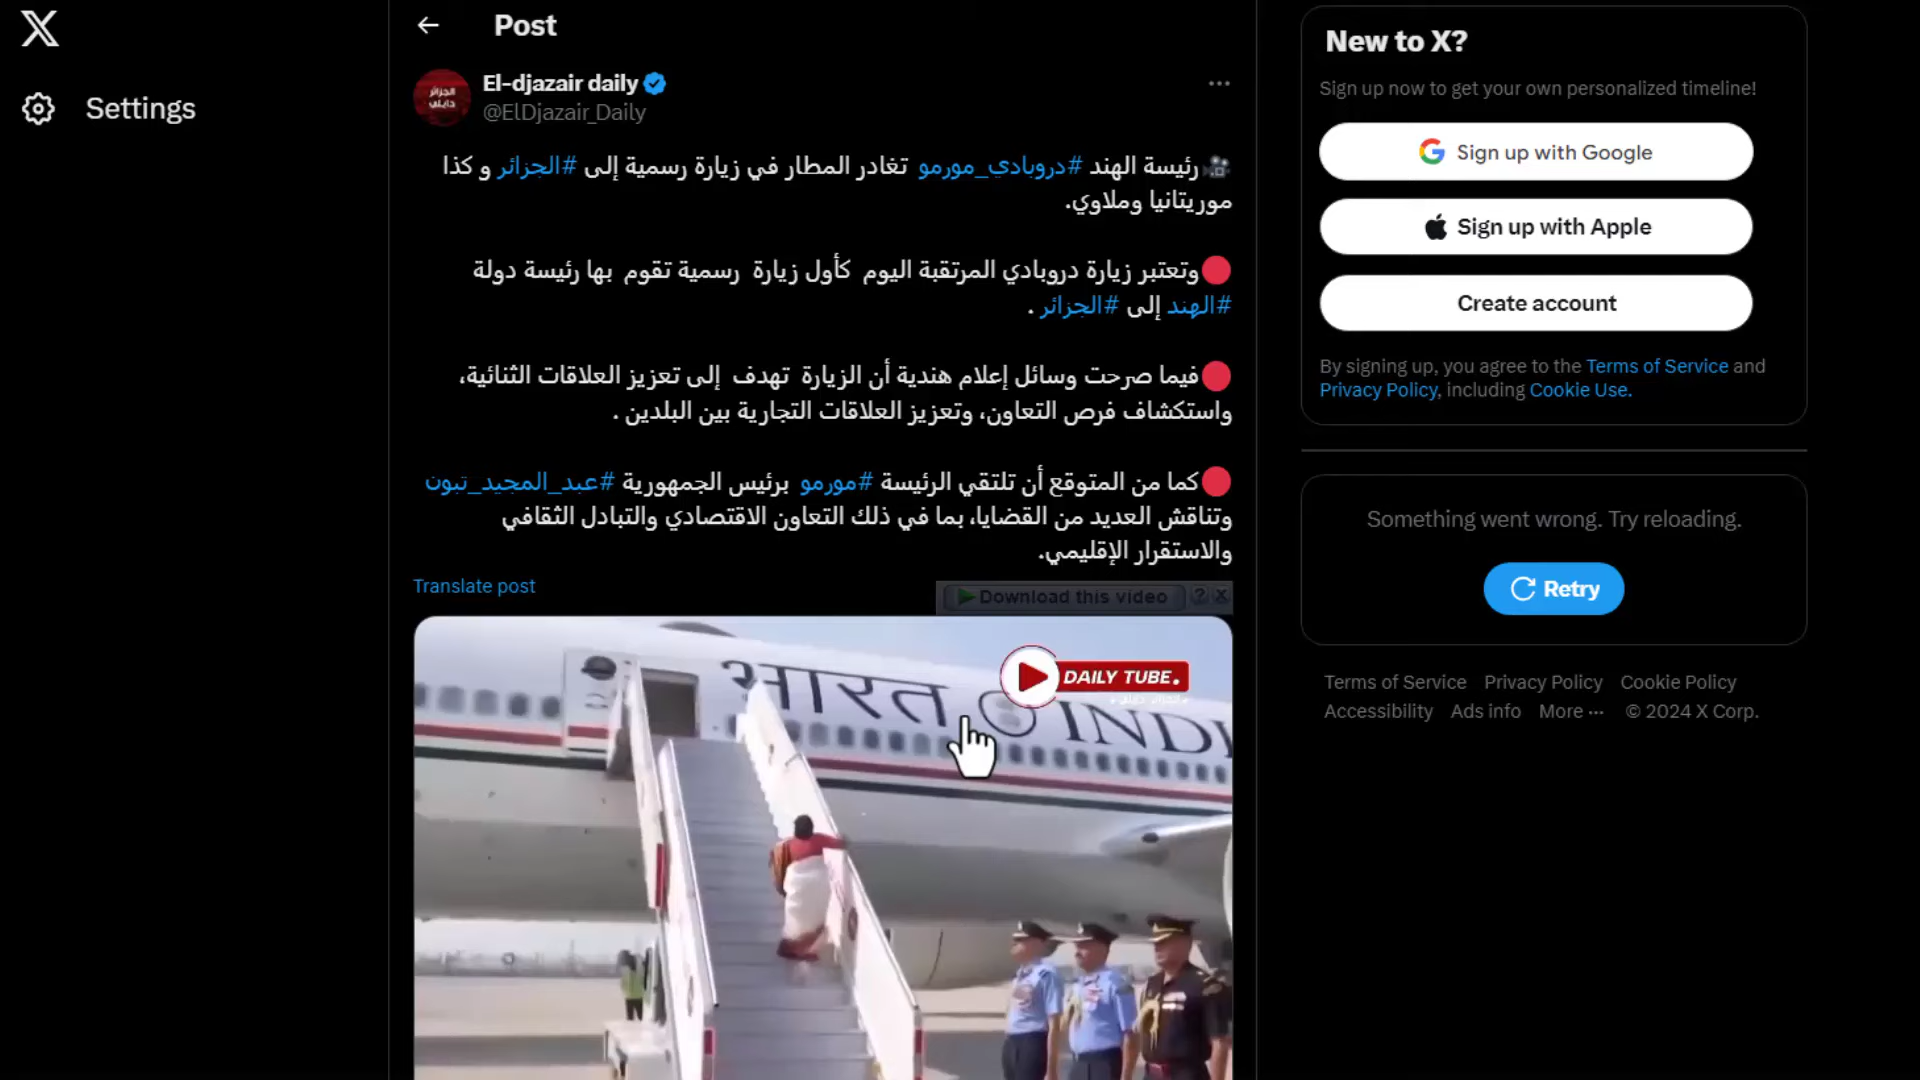 Settings
Post
El-djazair daily
@ElDjazair_Daily
رئيسة الهند #دروبادي_مورمو تغادر المطار في زيارة رسمية إلى #الجزائر و كذا
موريتانيا وملاوي.
وتعتبر زيارة دروبادي المرتقبة اليوم كأول زيارة رسمية تقوم بها رئيسة دولة
#الهند إلى #الجزائر .
فيما صرحت وسائل إعلام هندية أن الزيارة تهدف إلى تعزيز العلاقات الثنائية،
واستكشاف فرص التعاون، وتعزيز العلاقات التجارية بين البلدين .
كما من المتوقع أن تلتقي الرئيسة #مورمو برئيس الجمهورية #عبد_المجيد_تبون
وتناقش العديد من القضايا، بما في ذلك التعاون الاقتصادي والتبادل الثقافي
والاستقرار الإقليمي.
Translate post
Download this video ? X
DAILY TUBE.
भारत INDI
New to X?
Sign up now to get your own personalized timeline!
Sign up with Google
Sign up with Apple
Create account
By signing up, you agree to the Terms of Service and
Privacy Policy, including Cookie Use.
Something went wrong. Try reloading.
Retry
Terms of Service Privacy Policy Cookie Policy
Accessibility Ads info More ··· © 2024 X Corp.